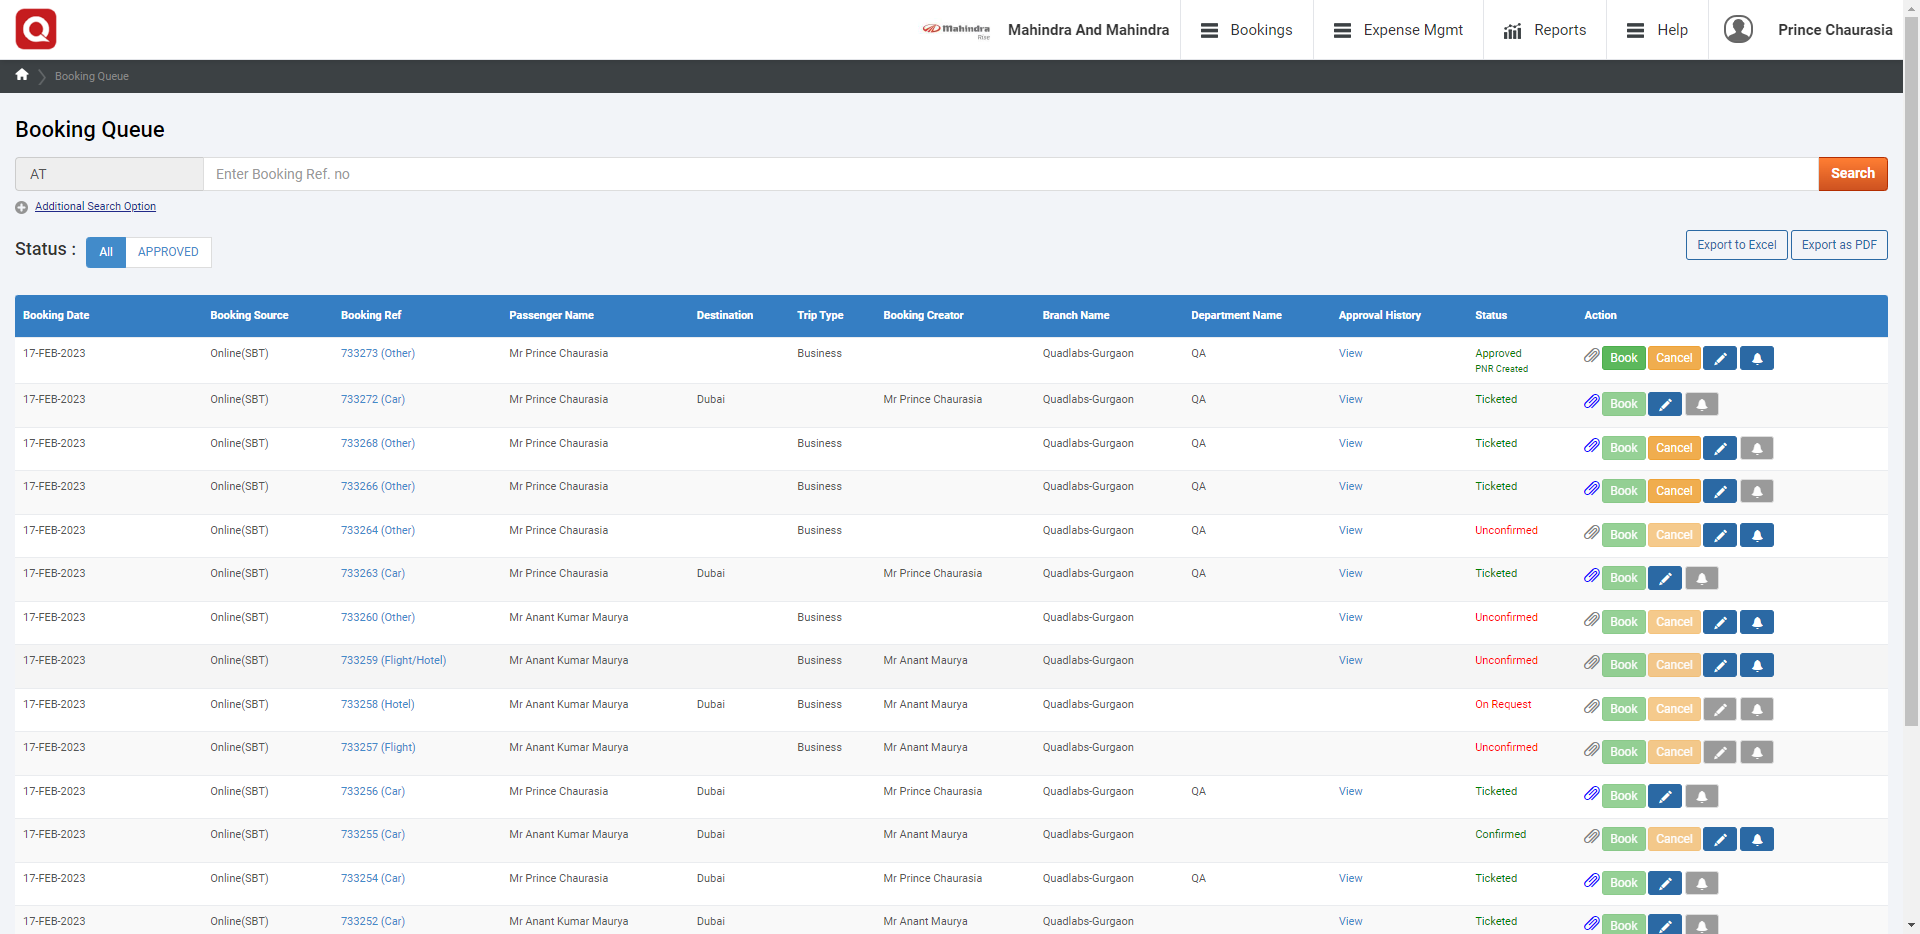 Q
Mahindra Rise Mahindra And Mahindra Bookings Expense Mgmt Reports Help Prince Chaurasia
Booking Queue
Booking Queue
AT Enter Booking Ref. no Search
Additional Search Option
Status : All APPROVED Export to Excel Export as PDF
Booking Date Booking Source Booking Ref Passenger Name Destination Trip Type Booking Creator Branch Name Department Name Approval History Status Action
17-FEB-2023 Online(SBT) 733273 (Other) Mr Prince Chaurasia Business Quadlabs-Gurgaon QA View Approved Book Cancel
PNR Created
17-FEB-2023 Online(SBT) 733272 (Car) Mr Prince Chaurasia Dubai Mr Prince Chaurasia Quadlabs-Gurgaon QA View Ticketed Book
17-FEB-2023 Online(SBT) 733268 (Other) Mr Prince Chaurasia Business Quadlabs-Gurgaon QA View Ticketed Book Cancel
17-FEB-2023 Online(SBT) 733266 (Other) Mr Prince Chaurasia Business Quadlabs-Gurgaon QA View Ticketed Book Cancel
17-FEB-2023 Online(SBT) 733264 (Other) Mr Prince Chaurasia Business Quadlabs-Gurgaon QA View Unconfirmed Book Cancel
17-FEB-2023 Online(SBT) 733263 (Car) Mr Prince Chaurasia Dubai Mr Prince Chaurasia Quadlabs-Gurgaon QA View Ticketed Book
17-FEB-2023 Online(SBT) 733260 (Other) Mr Anant Kumar Maurya Business Quadlabs-Gurgaon View Unconfirmed Book Cancel
17-FEB-2023 Online(SBT) 733259 (Flight/Hotel) Mr Anant Kumar Maurya Business Mr Anant Maurya Quadlabs-Gurgaon View Unconfirmed Book Cancel
17-FEB-2023 Online(SBT) 733258 (Hotel) Mr Anant Kumar Maurya Dubai Business Mr Anant Maurya Quadlabs-Gurgaon On Request Book Cancel
17-FEB-2023 Online(SBT) 733257 (Flight) Mr Anant Kumar Maurya Business Mr Anant Maurya Quadlabs-Gurgaon Unconfirmed Book Cancel
17-FEB-2023 Online(SBT) 733256 (Car) Mr Prince Chaurasia Dubai Mr Prince Chaurasia Quadlabs-Gurgaon QA View Ticketed Book
17-FEB-2023 Online(SBT) 733255 (Car) Mr Anant Kumar Maurya Dubai Mr Anant Maurya Quadlabs-Gurgaon Confirmed Book Cancel
17-FEB-2023 Online(SBT) 733254 (Car) Mr Prince Chaurasia Dubai Mr Prince Chaurasia Quadlabs-Gurgaon QA View Ticketed Book
17-FEB-2023 Online(SBT) 733252 (Car) Mr Anant Kumar Maurya Dubai Mr Anant Maurya Quadlabs-Gurgaon View Ticketed Book